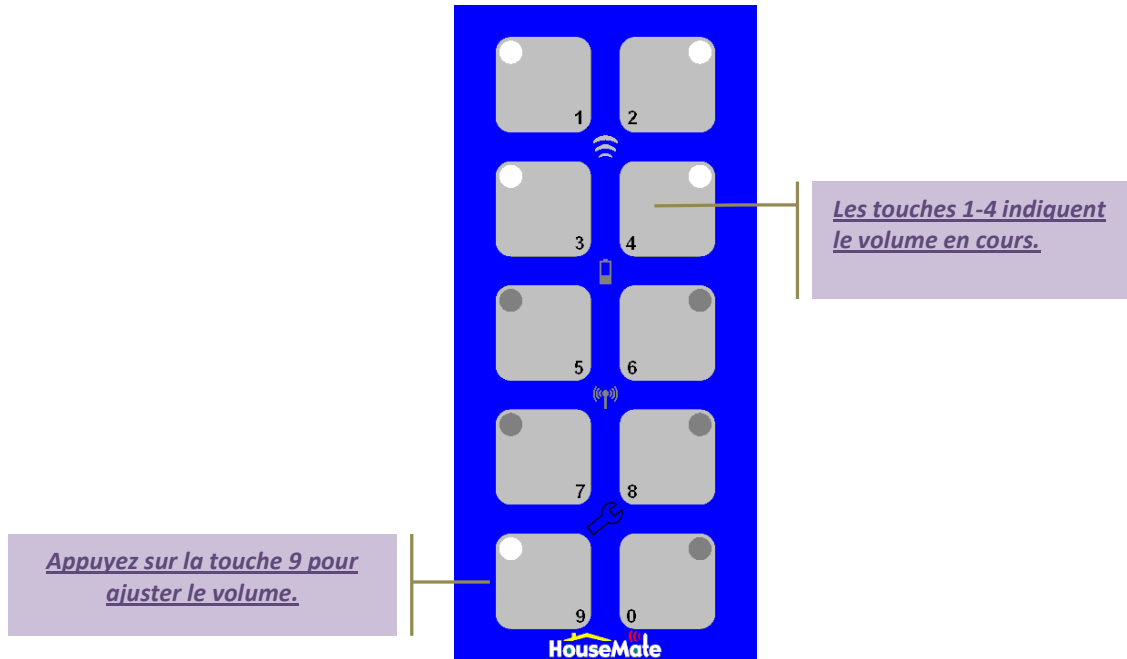 1 2
3 4
Les touches 1-4 indiquent
le volume en cours.
5 6
7 8
Appuyez sur la touche 9 pour
ajuster le volume.
9 0
HouseMate